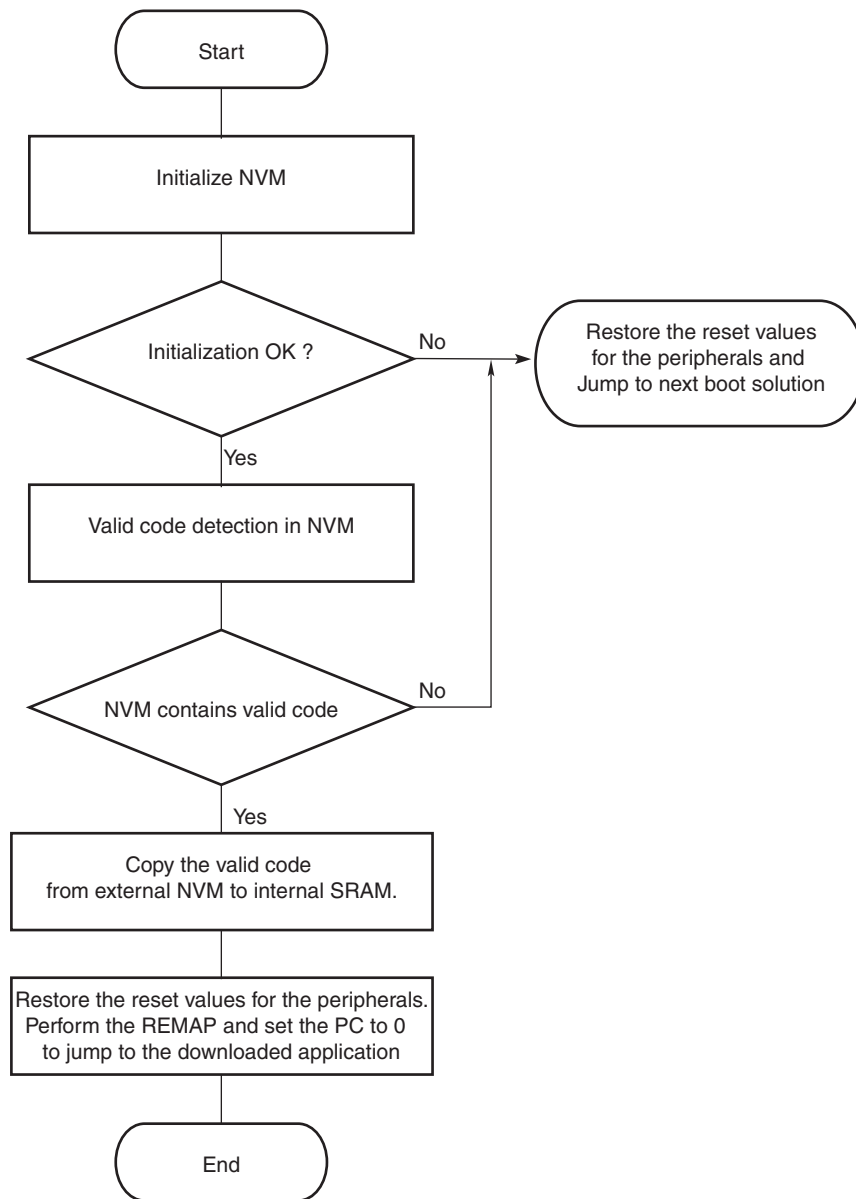 Start
Initialize NVM
Initialization OK ?
No
Restore the reset values
for the peripherals and
Jump to next boot solution
Yes
Valid code detection in NVM
NVM contains valid code
No
Yes
Copy the valid code
from external NVM to internal SRAM.
Restore the reset values for the peripherals.
Perform the REMAP and set the PC to 0
to jump to the downloaded application
End